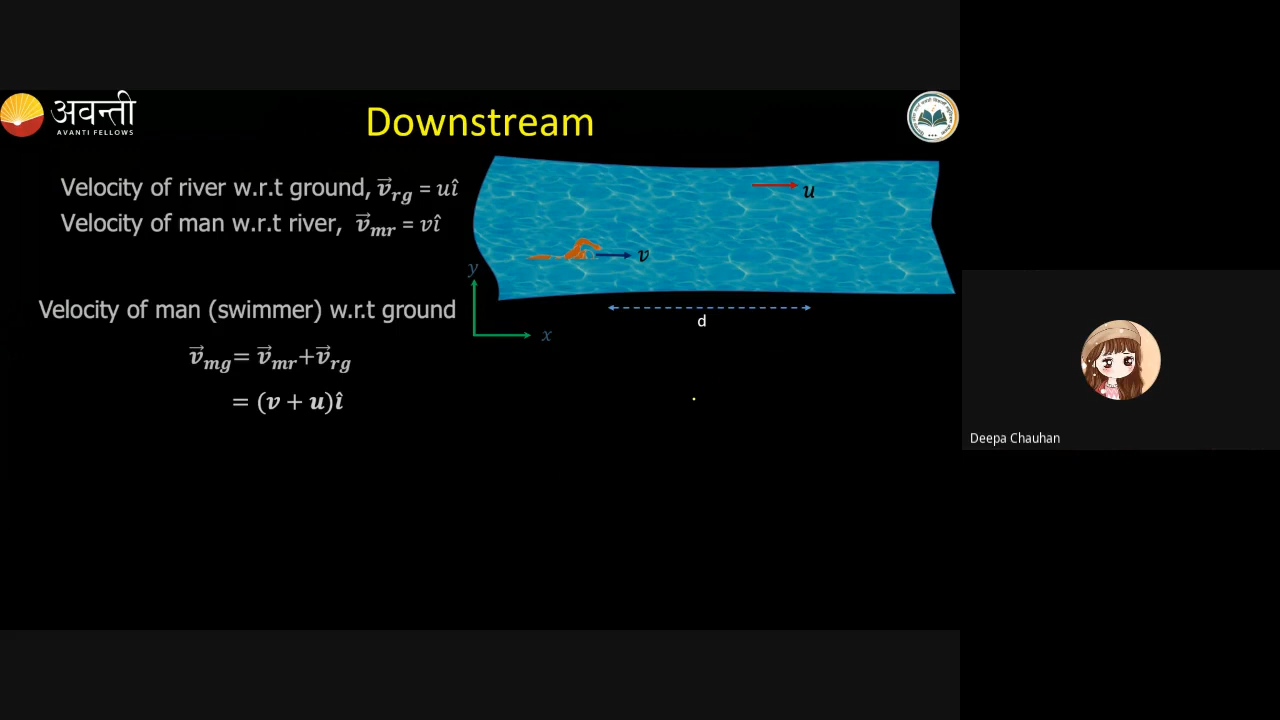 अवन्ती
AVANTI FELLOWS
Downstream
Velocity of river w.r.t ground, v⃗rg = uî
Velocity of man w.r.t river, v⃗mr = vî
u
v
y
x
d
Velocity of man (swimmer) w.r.t ground
v⃗mg= v⃗mr+v⃗rg
= (v + u)î
Deepa Chauhan